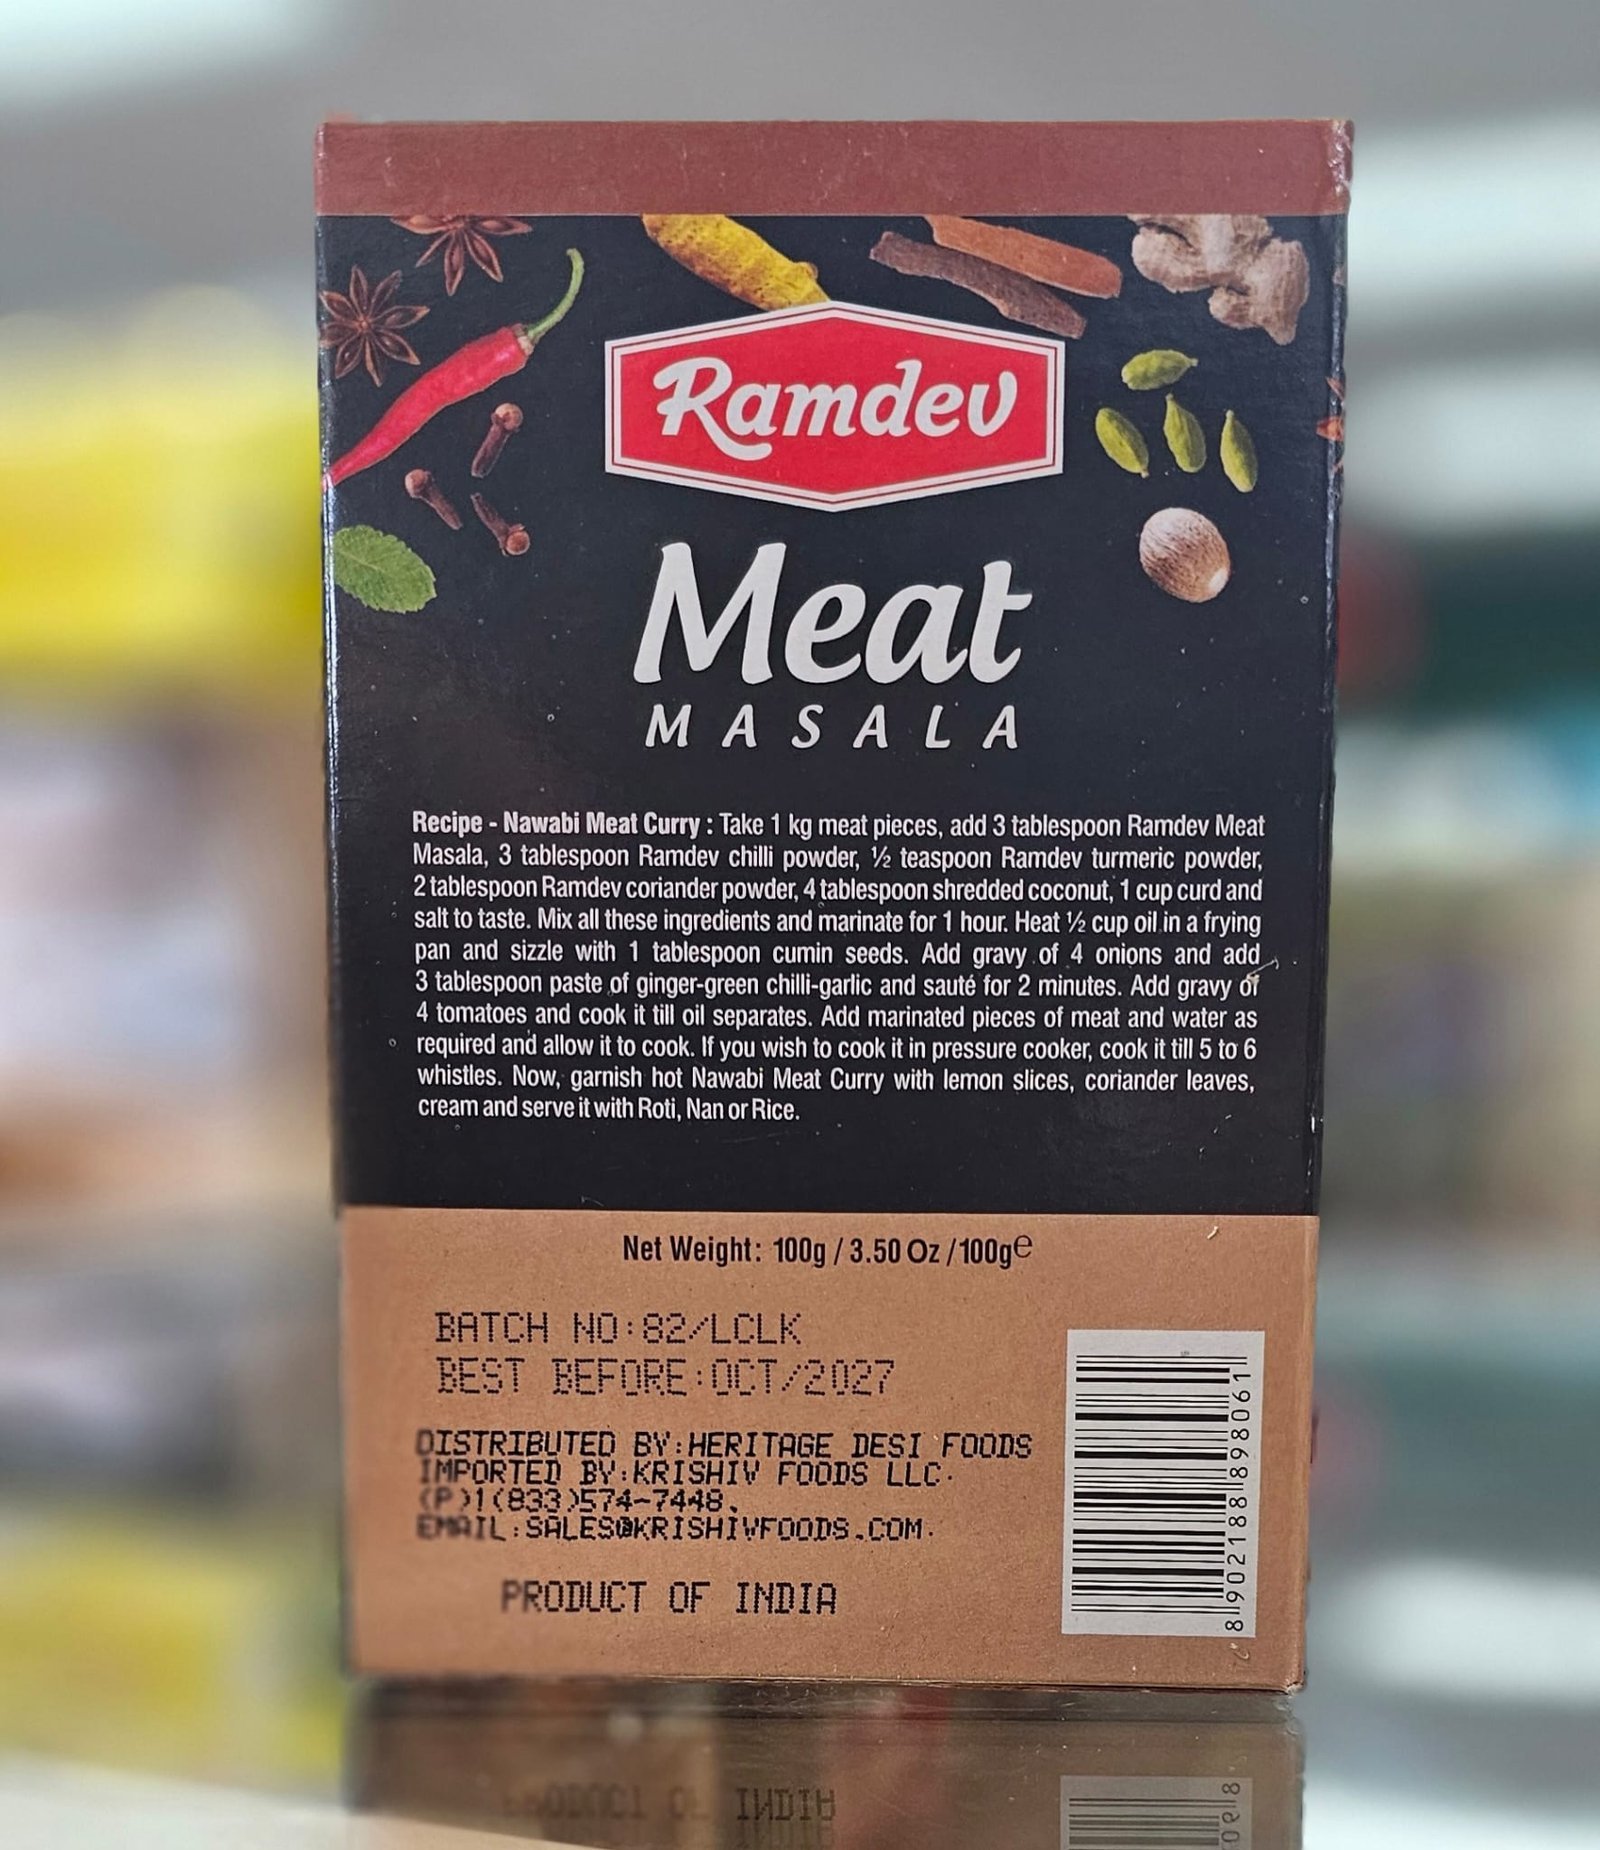 Ramdev
Meat
MASALA
Recipe - Nawabi Meat Curry : Take 1 kg meat pieces, add 3 tablespoon Ramdev Meat
Masala, 3 tablespoon Ramdev chilli powder, ½ teaspoon Ramdev turmeric powder,
2 tablespoon Ramdev coriander powder, 4 tablespoon shredded coconut, 1 cup curd and
salt to taste. Mix all these ingredients and marinate for 1 hour. Heat ½ cup oil in a frying
pan and sizzle with 1 tablespoon cumin seeds. Add gravy of 4 onions and add
3 tablespoon paste of ginger-green chilli-garlic and sauté for 2 minutes. Add gravy of
4 tomatoes and cook it till oil separates. Add marinated pieces of meat and water as
required and allow it to cook. If you wish to cook it in pressure cooker, cook it till 5 to 6
whistles. Now, garnish hot Nawabi Meat Curry with lemon slices, coriander leaves,
cream and serve it with Roti, Nan or Rice.
Net Weight: 100g / 3.50 Oz /100g℮
BATCH NO:82/LCLK
BEST BEFORE:OCT/2027
DISTRIBUTED BY:HERITAGE DESI FOODS
IMPORTED BY:KRISHIV FOODS LLC.
(P)1(833)574-7448.
EMAIL:SALES@KRISHIVFOODS.COM.
PRODUCT OF INDIA
8902188898061